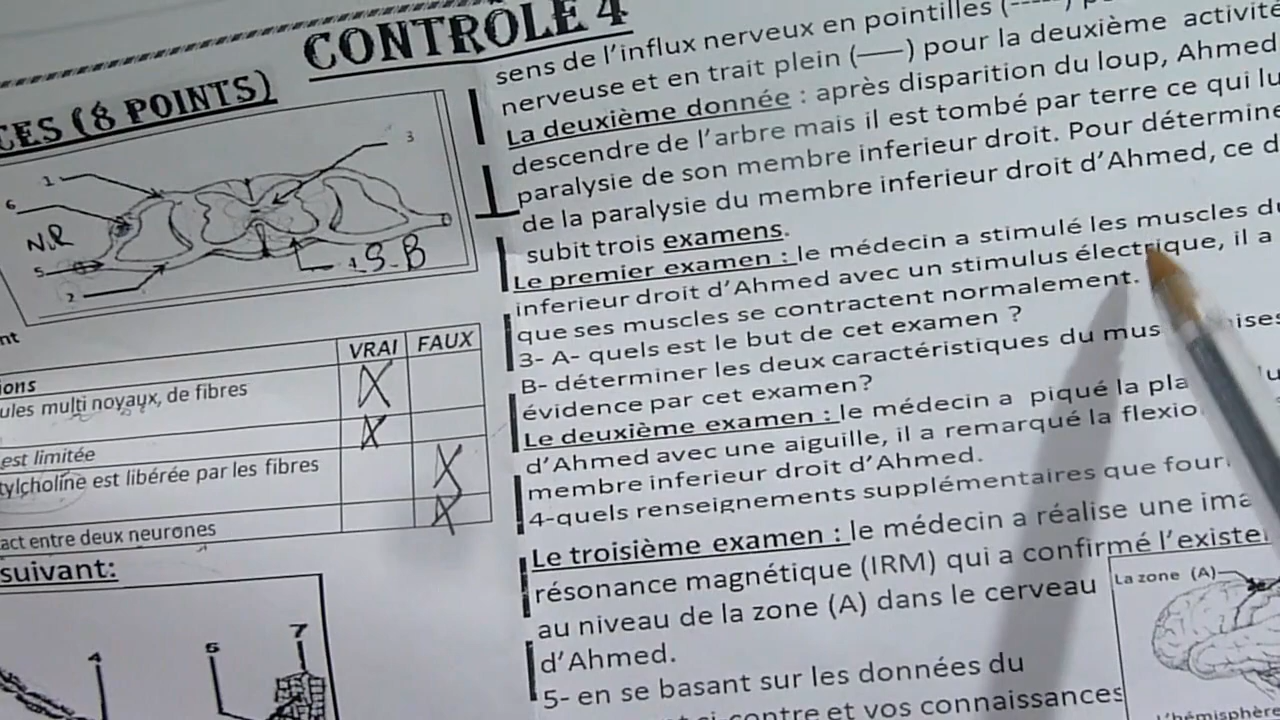 CONTRÔLE 4
CES (8 POINTS)
1
3
6
N.R
5
2
S.B
nt
VRAI FAUX
ions
ules multi noyaux, de fibres
est limitée
tylcholine est libérée par les fibres
act entre deux neurones
suivant:
4
5
7
sens de l'influx nerveux en pointilles (-----)
nerveuse et en trait plein (——) pour la deuxième activité
La deuxième donnée : après disparition du loup, Ahmed
descendre de l'arbre mais il est tombé par terre ce qui lu
paralysie de son membre inferieur droit. Pour détermine
de la paralysie du membre inferieur droit d'Ahmed, ce d
subit trois examens.
Le premier examen : le médecin a stimulé les muscles d
inferieur droit d'Ahmed avec un stimulus électrique, il a
que ses muscles se contractent normalement.
3- A- quels est le but de cet examen ?
B- déterminer les deux caractéristiques du mus ises
évidence par cet examen?
Le deuxième examen : le médecin a piqué la pla
d'Ahmed avec une aiguille, il a remarqué la flexio
membre inferieur droit d'Ahmed.
4-quels renseignements supplémentaires que four
Le troisième examen : le médecin a réalise une ima
résonance magnétique (IRM) qui a confirmé l'existe
au niveau de la zone (A) dans le cerveau
d'Ahmed.
5- en se basant sur les données du
ci-contre et vos connaissances
La zone (A)
L'hémisphère